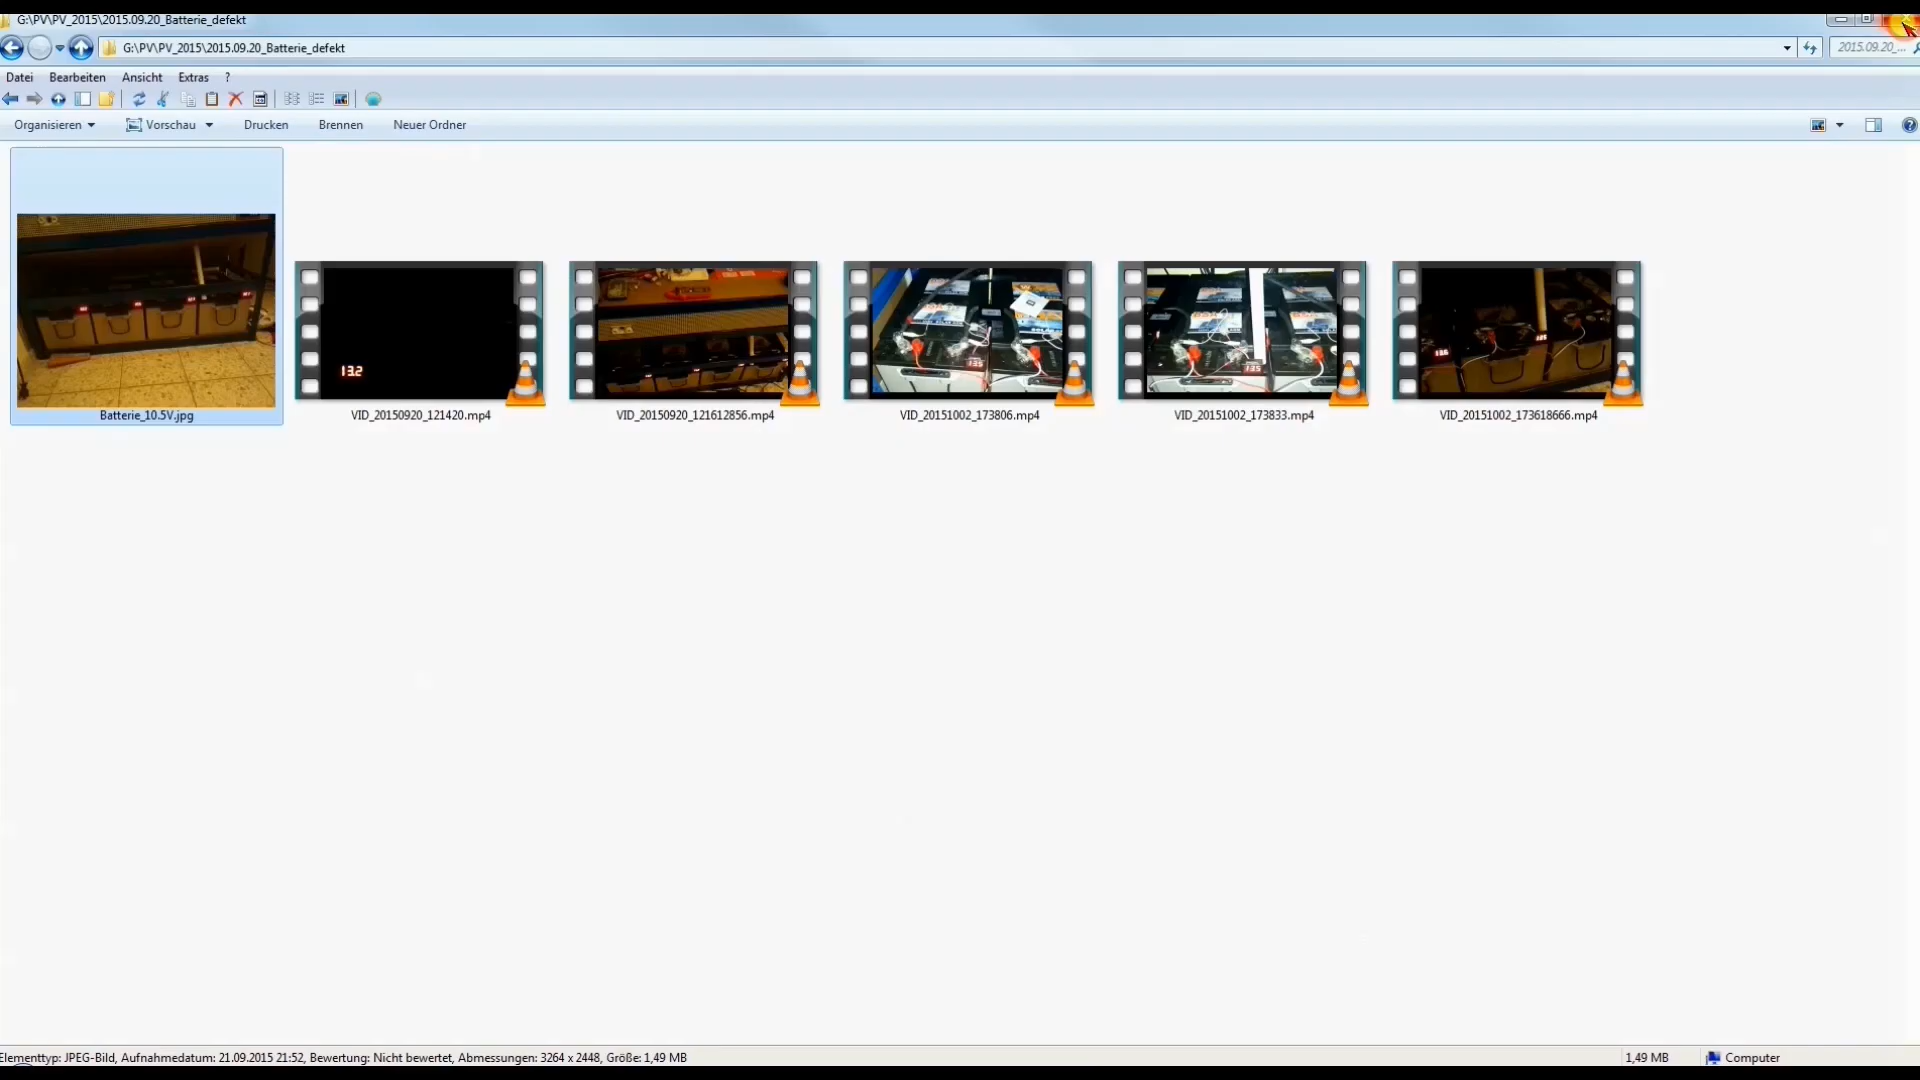 G:\PV\PV_2015\2015.09.20_Batterie_defekt
G:\PV\PV_2015\2015.09.20_Batterie_defekt
2015.09.20_...
Datei Bearbeiten Ansicht Extras ?
Organisieren Vorschau Drucken Brennen Neuer Ordner
13.2
Batterie_10.5V.jpg
VID_20150920_121420.mp4
VID_20150920_121612856.mp4
VID_20151002_173806.mp4
VID_20151002_173833.mp4
VID_20151002_173618666.mp4
Elementtyp: JPEG-Bild, Aufnahmedatum: 21.09.2015 21:52, Bewertung: Nicht bewertet, Abmessungen: 3264 x 2448, Größe: 1,49 MB
1,49 MB
Computer